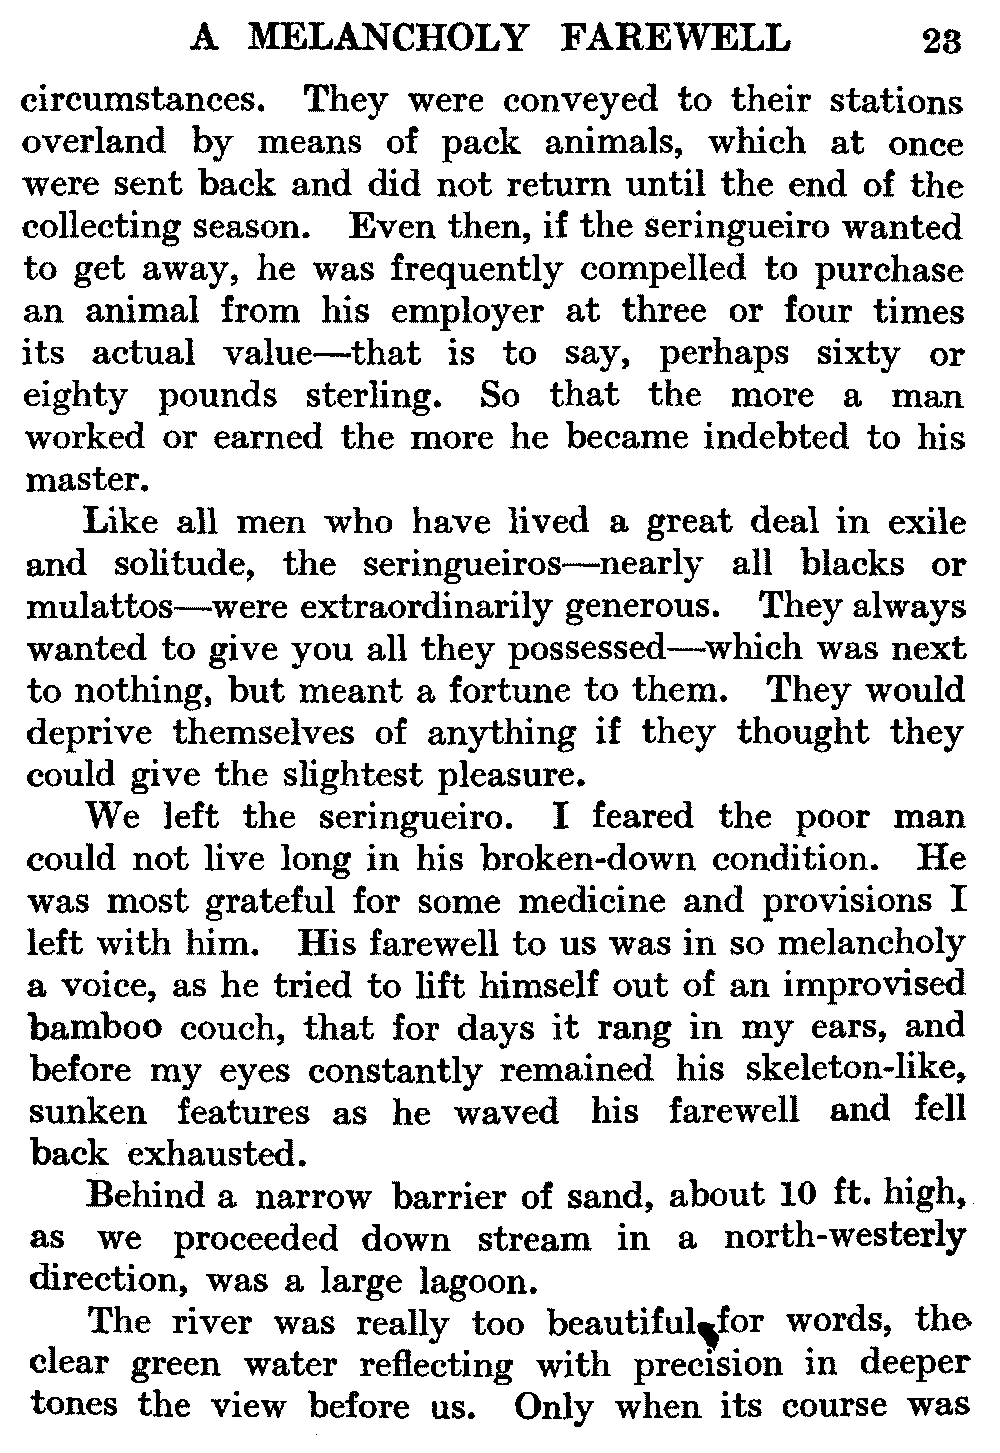 A MELANCHOLY FAREWELL 23
circumstances. They were conveyed to their stations
overland by means of pack animals, which at once
were sent back and did not return until the end of the
collecting season. Even then, if the seringueiro wanted
to get away, he was frequently compelled to purchase
an animal from his employer at three or four times
its actual value—that is to say, perhaps sixty or
eighty pounds sterling. So that the more a man
worked or earned the more he became indebted to his
master.
Like all men who have lived a great deal in exile
and solitude, the seringueiros—nearly all blacks or
mulattos—were extraordinarily generous. They always
wanted to give you all they possessed—which was next
to nothing, but meant a fortune to them. They would
deprive themselves of anything if they thought they
could give the slightest pleasure.
We left the seringueiro. I feared the poor man
could not live long in his broken-down condition. He
was most grateful for some medicine and provisions I
left with him. His farewell to us was in so melancholy
a voice, as he tried to lift himself out of an improvised
bamboo couch, that for days it rang in my ears, and
before my eyes constantly remained his skeleton-like,
sunken features as he waved his farewell and fell
back exhausted.
Behind a narrow barrier of sand, about 10 ft. high,
as we proceeded down stream in a north-westerly
direction, was a large lagoon.
The river was really too beautiful for words, the
clear green water reflecting with precision in deeper
tones the view before us. Only when its course was